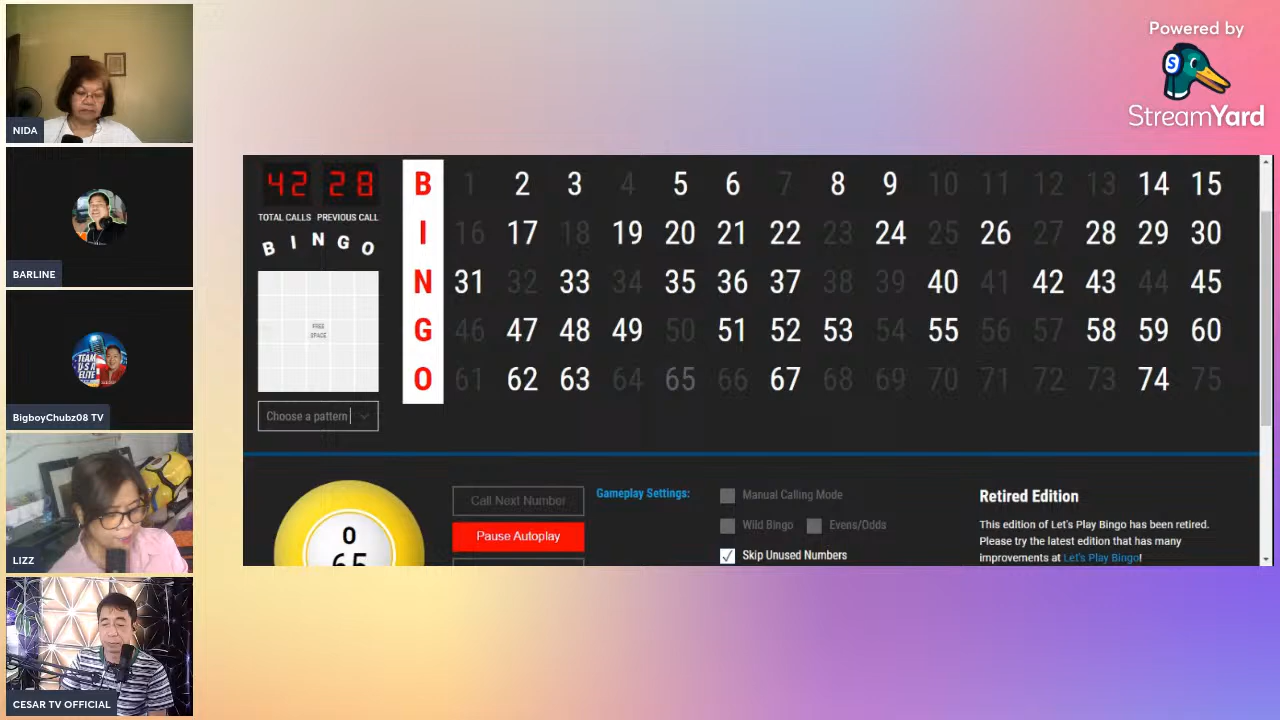 Powered by
StreamYard
NIDA
BARLINE
TEAM
U-S-A
ELITE
BigboyChubz08 TV
LIZZ
CESAR TV OFFICIAL
42 28
TOTAL CALLS PREVIOUS CALL
B I N G O
FREE
SPACE
Choose a pattern
B 1 2 3 4 5 6 7 8 9 10 11 12 13 14 15
I 16 17 18 19 20 21 22 23 24 25 26 27 28 29 30
N 31 32 33 34 35 36 37 38 39 40 41 42 43 44 45
G 46 47 48 49 50 51 52 53 54 55 56 57 58 59 60
O 61 62 63 64 65 66 67 68 69 70 71 72 73 74 75
O
65
Call Next Number
Pause Autoplay
Gameplay Settings:
Manual Calling Mode
Wild Bingo Evens/Odds
Skip Unused Numbers
Retired Edition
This edition of Let's Play Bingo has been retired.
Please try the latest edition that has many
improvements at Let's Play Bingo!